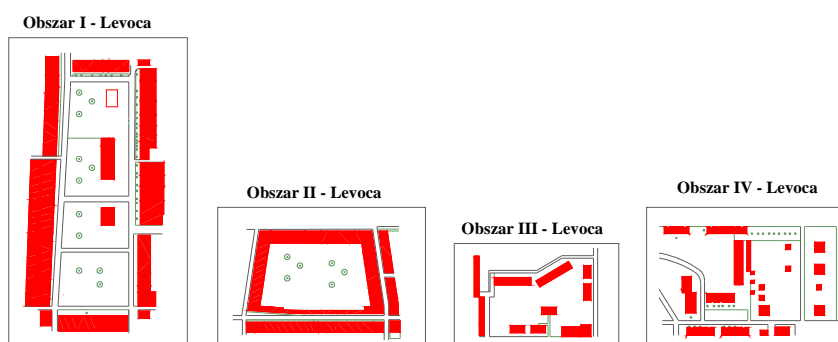 Obszar I - Levoca
Obszar II - Levoca
Obszar III - Levoca
Obszar IV - Levoca